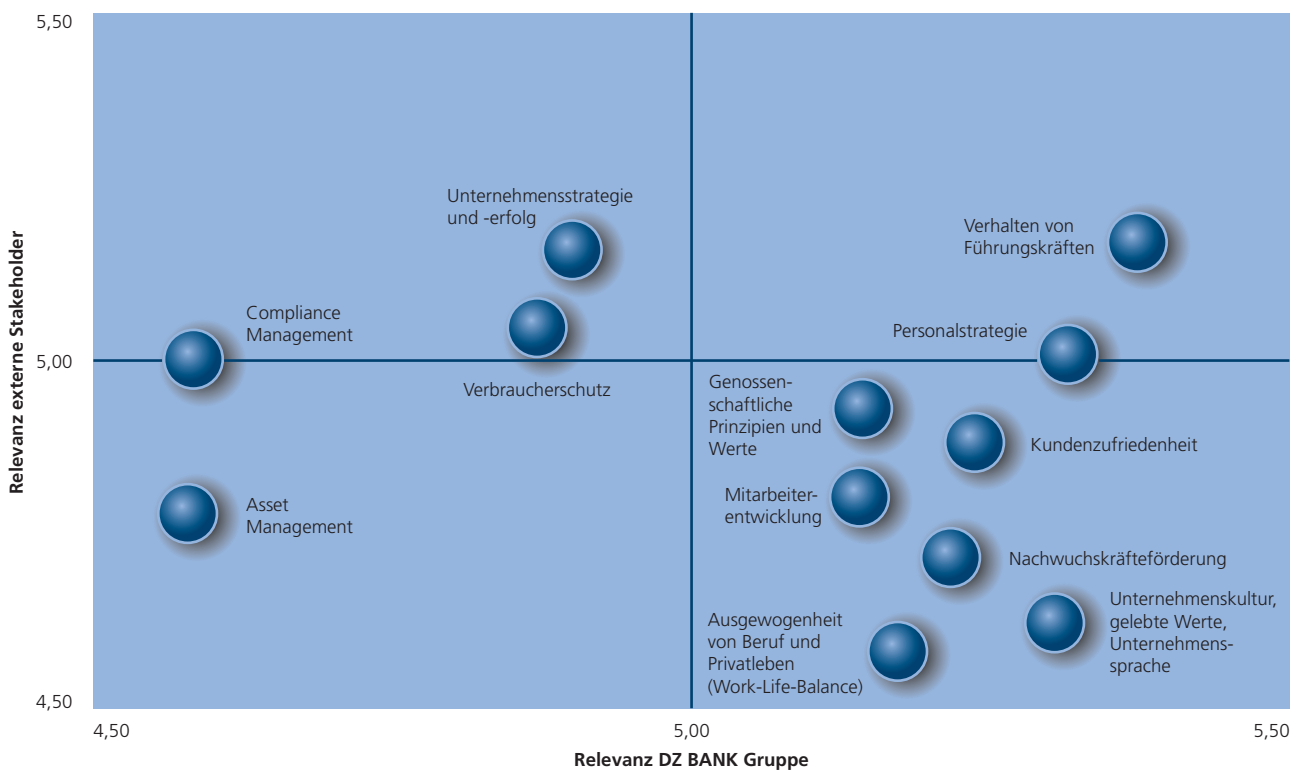 5,50
Unternehmensstrategie
und -erfolg
Verhalten von
Führungskräften
Compliance
Management
Personalstrategie
5,00
Verbraucherschutz
Genossen-
schaftliche
Prinzipien und
Werte
Kundenzufriedenheit
Asset
Management
Mitarbeiter-
entwicklung
Nachwuchskräfteförderung
Unternehmenskultur,
gelebte Werte,
Unternehmens-
sprache
Ausgewogenheit
von Beruf und
Privatleben
(Work-Life-Balance)
4,50
Relevanz externe Stakeholder
4,50
5,00
5,50
Relevanz DZ BANK Gruppe